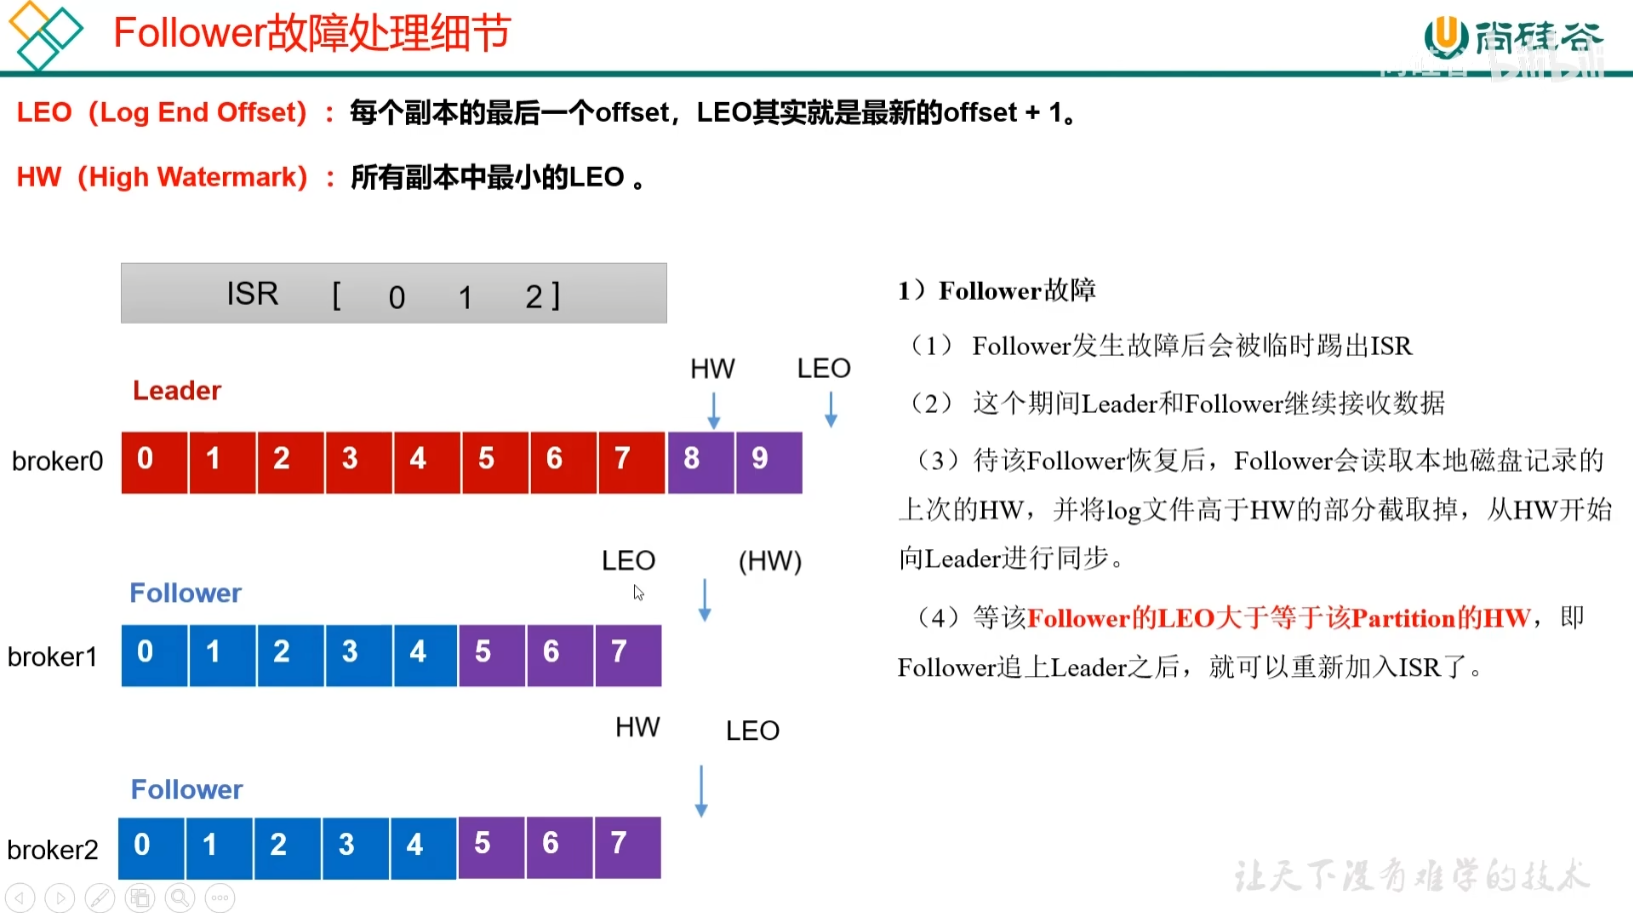 Follower故障处理细节
尚硅谷
LEO（Log End Offset）：每个副本的最后一个offset，LEO其实就是最新的offset + 1。
HW（High Watermark）：所有副本中最小的LEO 。
ISR [ 0 1 2 ]
HW LEO
Leader
broker0 0 1 2 3 4 5 6 7 8 9
LEO (HW)
Follower
broker1 0 1 2 3 4 5 6 7
HW LEO
Follower
broker2 0 1 2 3 4 5 6 7
1）Follower故障
（1） Follower发生故障后会被临时踢出ISR
（2） 这个期间Leader和Follower继续接收数据
（3）待该Follower恢复后，Follower会读取本地磁盘记录的
上次的HW，并将log文件高于HW的部分截取掉，从HW开始
向Leader进行同步。
（4）等该Follower的LEO大于等于该Partition的HW，即
Follower追上Leader之后，就可以重新加入ISR了。
让天下没有难学的技术